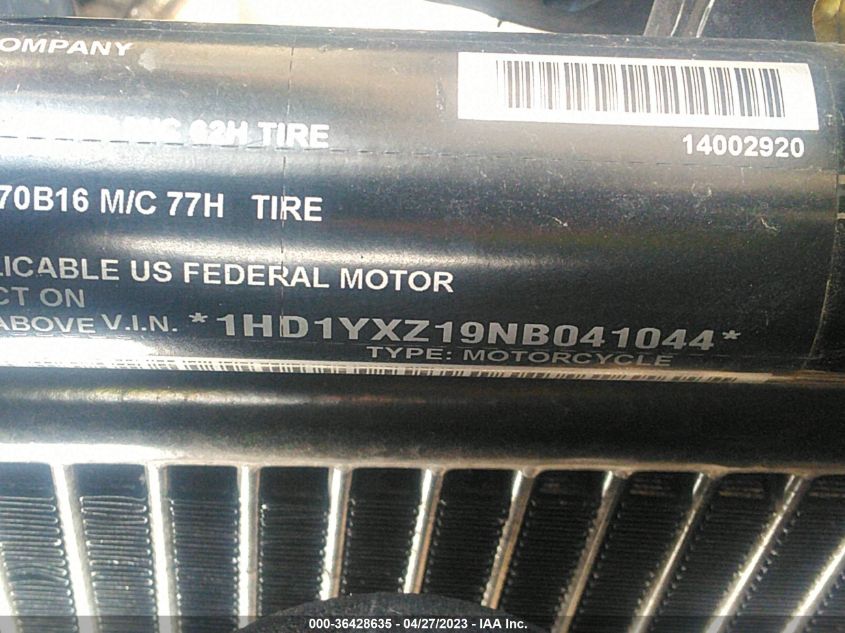 COMPANY
62H TIRE
14002920
70B16 M/C 77H TIRE
LICABLE US FEDERAL MOTOR
CT ON
ABOVE V.I.N. *1HD1YXZ19NB041044*
TYPE: MOTORCYCLE
000-36428635 - 04/27/2023 - IAA Inc.